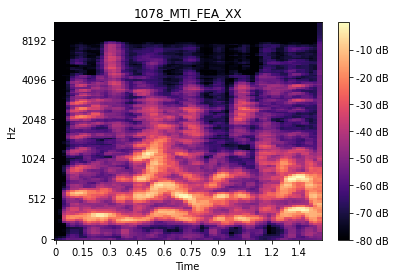 1078_MTI_FEA_XX
8192
4096
2048
1024
512
0
Hz
0 0.15 0.3 0.45 0.6 0.75 0.9 1.1 1.2 1.4
Time
-10 dB
-20 dB
-30 dB
-40 dB
-50 dB
-60 dB
-70 dB
-80 dB